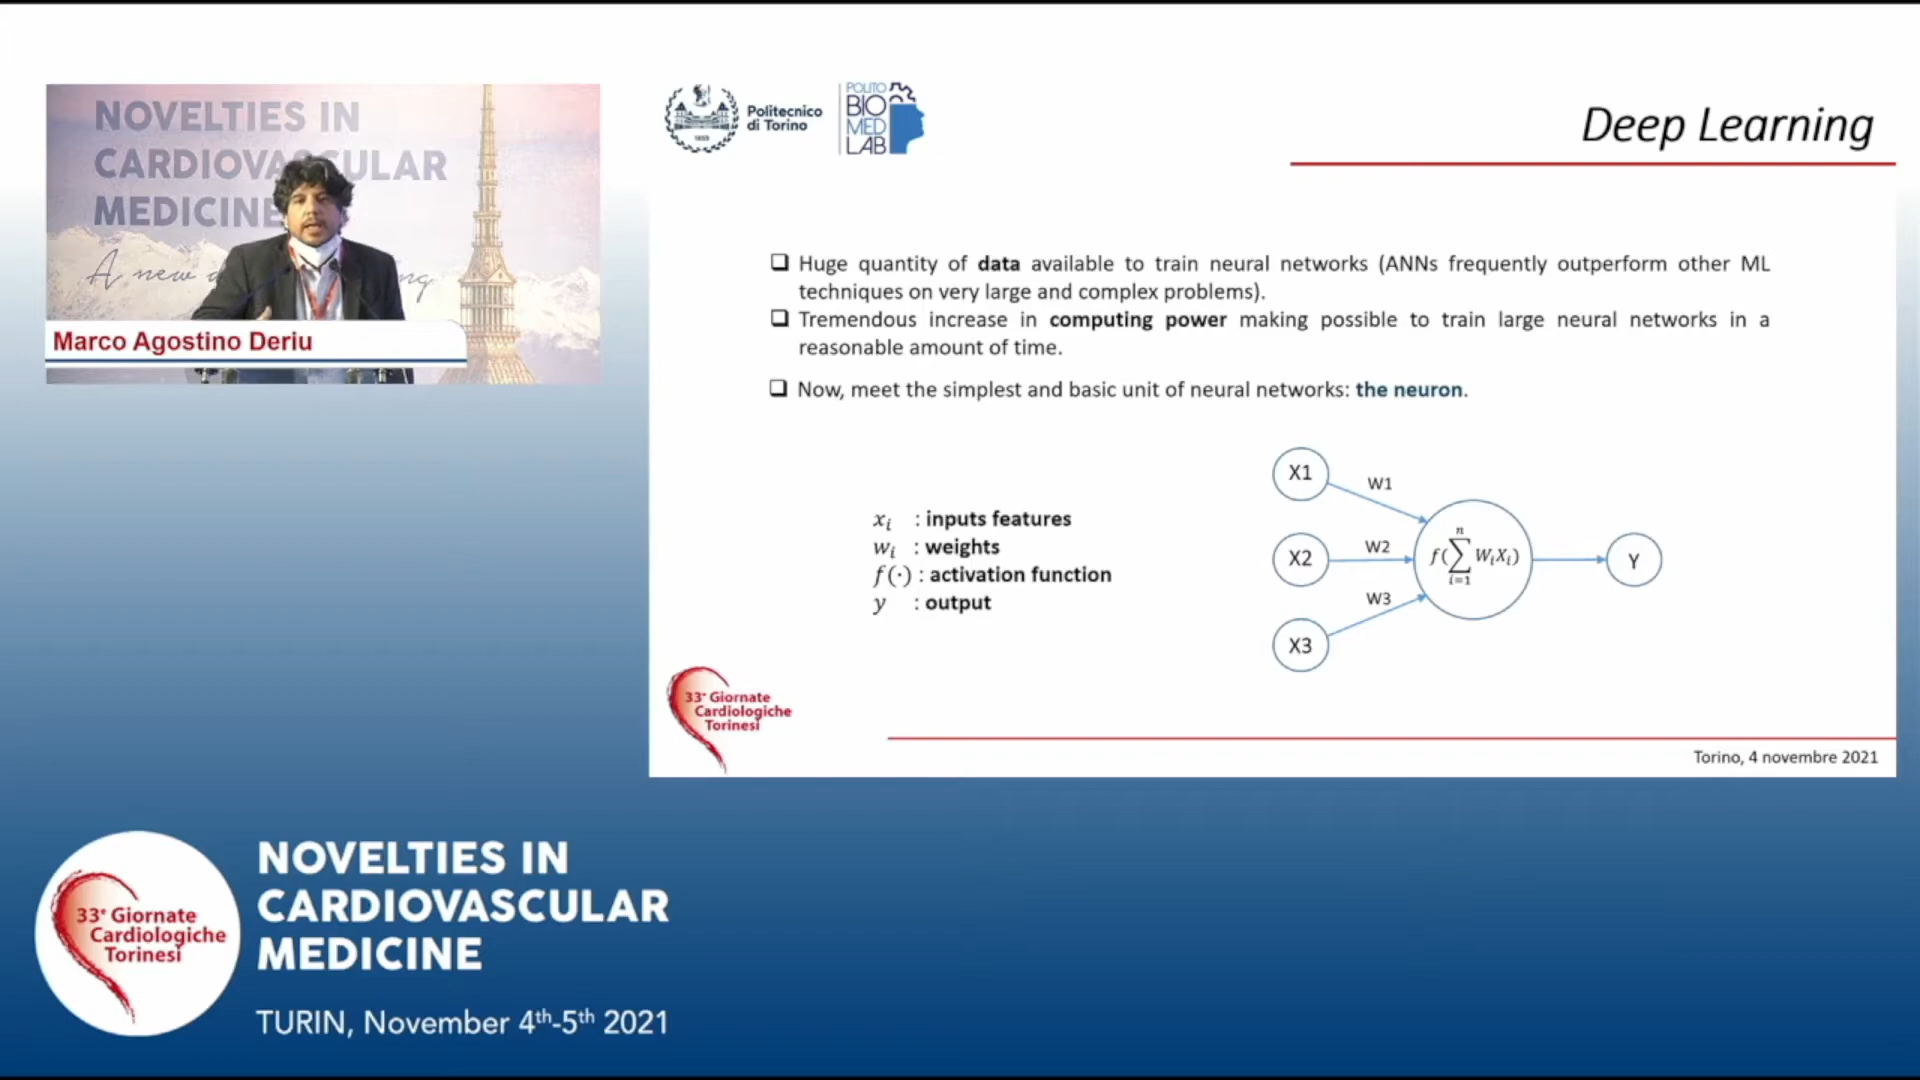 NOVELTIES IN
CARDIOVASCULAR
MEDICINE
A new
ng
Marco Agostino Deriu
Politecnico
di Torino
1859
POLITO
BIO
MED
LAB
Deep Learning
❑ Huge quantity of data available to train neural networks (ANNs frequently outperform other ML
techniques on very large and complex problems).
❑ Tremendous increase in computing power making possible to train large neural networks in a
reasonable amount of time.
❑ Now, meet the simplest and basic unit of neural networks: the neuron.
xᵢ : inputs features
wᵢ : weights
f(·) : activation function
y : output
X1
W1
X2
W2
f(∑ⁿᵢ₌₁ WᵢXᵢ)
Y
W3
X3
33° Giornate
Cardiologiche
Torinesi
Torino, 4 novembre 2021
33° Giornate
Cardiologiche
Torinesi
NOVELTIES IN
CARDIOVASCULAR
MEDICINE
TURIN, November 4th-5th 2021